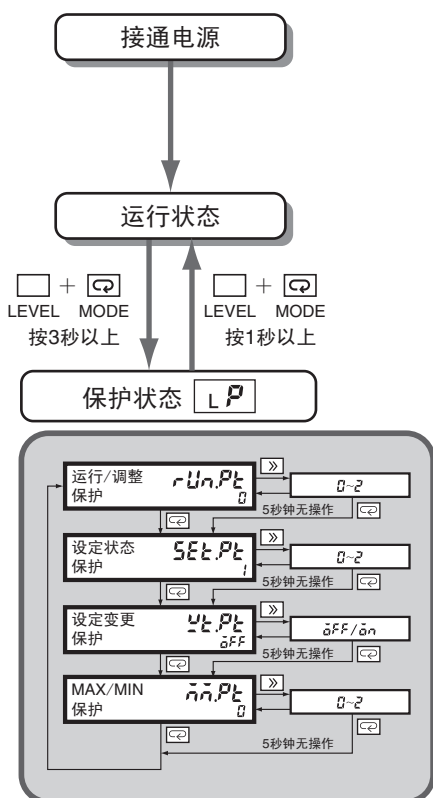 接通电源
运行状态
+
LEVEL MODE
按3秒以上
+
LEVEL MODE
按1秒以上
保护状态 LP
运行/调整
保护
rUn.Pt
0
0~2
5秒钟无操作
设定状态
保护
SEt.Pt
1
0~2
5秒钟无操作
设定变更
保护
Wt.Pt
oFF
oFF/on
5秒钟无操作
MAX/MIN
保护
mm.Pt
0
0~2
5秒钟无操作